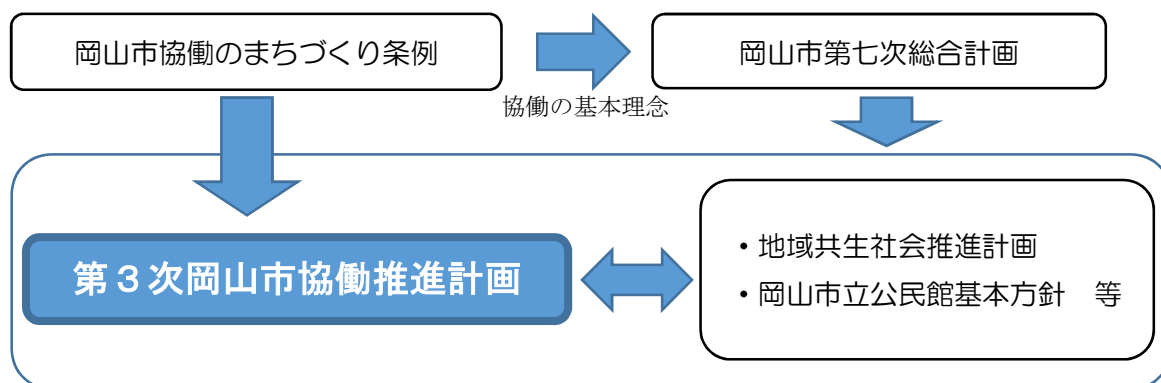 岡山市協働のまちづくり条例
岡山市第七次総合計画
協働の基本理念
第３次岡山市協働推進計画
・地域共生社会推進計画
・岡山市立公民館基本方針　等